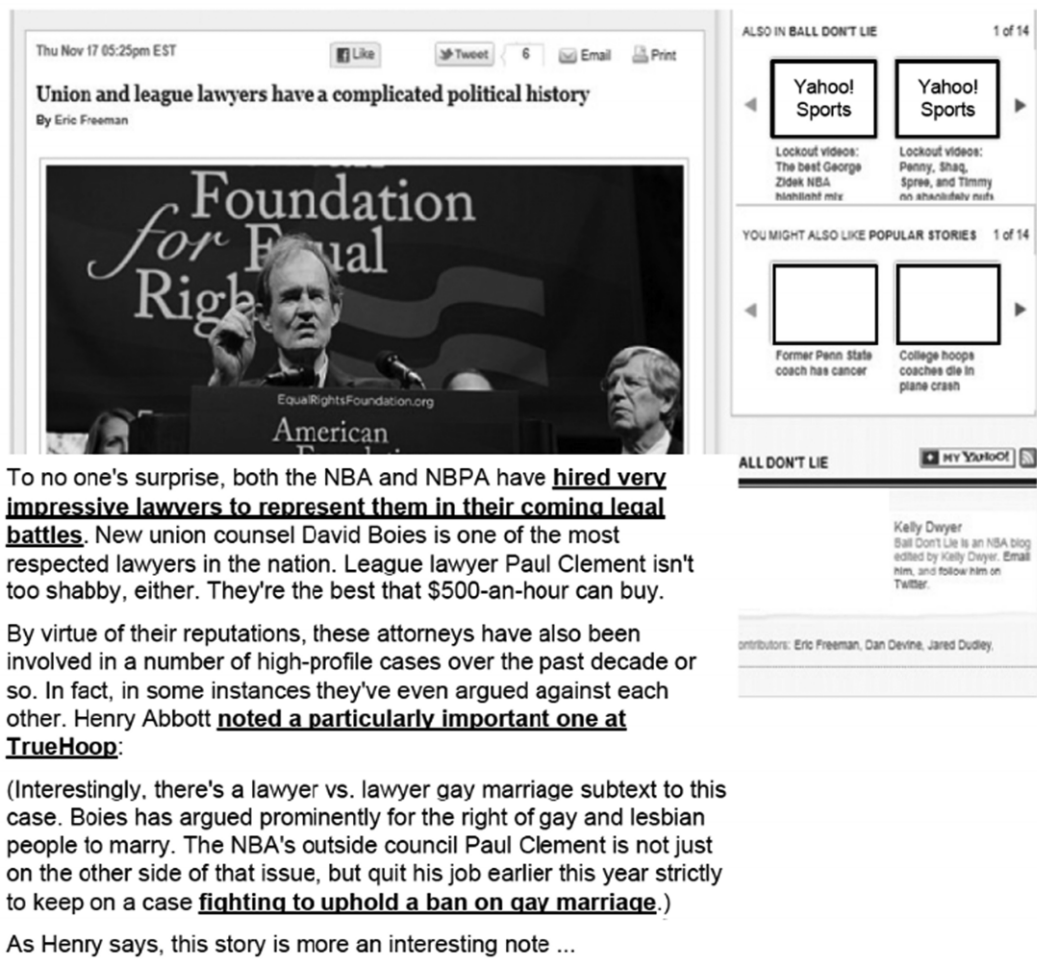 Thu Nov 17 05:25pm EST
Like
Tweet
6
Email
Print
Union and league lawyers have a complicated political history
By Eric Freeman
Foundation
for Equal
Rig
EqualRightsFoundation.org
American
To no one's surprise, both the NBA and NBPA have hired very
impressive lawyers to represent them in their coming legal
battles. New union counsel David Boies is one of the most
respected lawyers in the nation. League lawyer Paul Clement isn't
too shabby, either. They're the best that $500-an-hour can buy.
By virtue of their reputations, these attorneys have also been
involved in a number of high-profile cases over the past decade or
so. In fact, in some instances they've even argued against each
other. Henry Abbott noted a particularly important one at
TrueHoop:
(Interestingly, there's a lawyer vs. lawyer gay marriage subtext to this
case. Boies has argued prominently for the right of gay and lesbian
people to marry. The NBA's outside council Paul Clement is not just
on the other side of that issue, but quit his job earlier this year strictly
to keep on a case fighting to uphold a ban on gay marriage.)
As Henry says, this story is more an interesting note ...
ALSO IN BALL DON'T LIE
1 of 14
Yahoo!
Sports
Yahoo!
Sports
Lockout videos:
The best George
Zidek NBA
highlight mix
Lockout videos:
Penny, Shaq,
Spree, and Timmy
go absolutely nuts
YOU MIGHT ALSO LIKE POPULAR STORIES
1 of 14
Former Penn State
coach has cancer
College hoops
coaches die in
plane crash
ALL DON'T LIE
MY YAHOO!
Kelly Dwyer
Ball Don't Lie is an NBA blog
edited by Kelly Dwyer. Email
him, and follow him on
Twitter.
ontributors: Eric Freeman, Dan Devine, Jared Dudley,